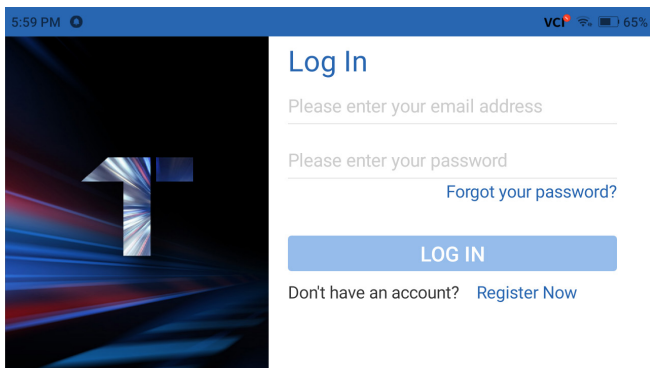 5:59 PM VCI 65%
Log In
Please enter your email address
Please enter your password
Forgot your password?
LOG IN
Don't have an account? Register Now